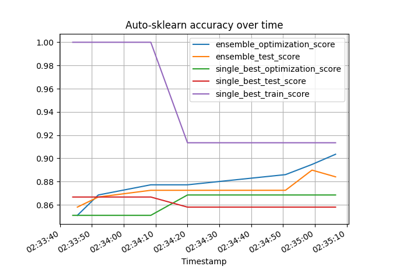 Auto-sklearn accuracy over time
1.00
0.98
0.96
0.94
0.92
0.90
0.88
0.86
ensemble_optimization_score
ensemble_test_score
single_best_optimization_score
single_best_test_score
single_best_train_score
02:33:40
02:33:50
02:34:00
02:34:10
02:34:20
02:34:30
02:34:40
02:34:50
02:35:00
02:35:10
Timestamp